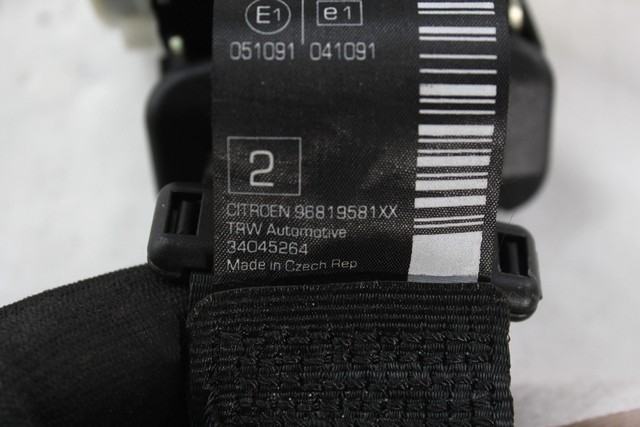 E1 e1
051091 041091
2
CITROEN 96819581XX
TRW Automotive
34045264
Made in Czech Rep